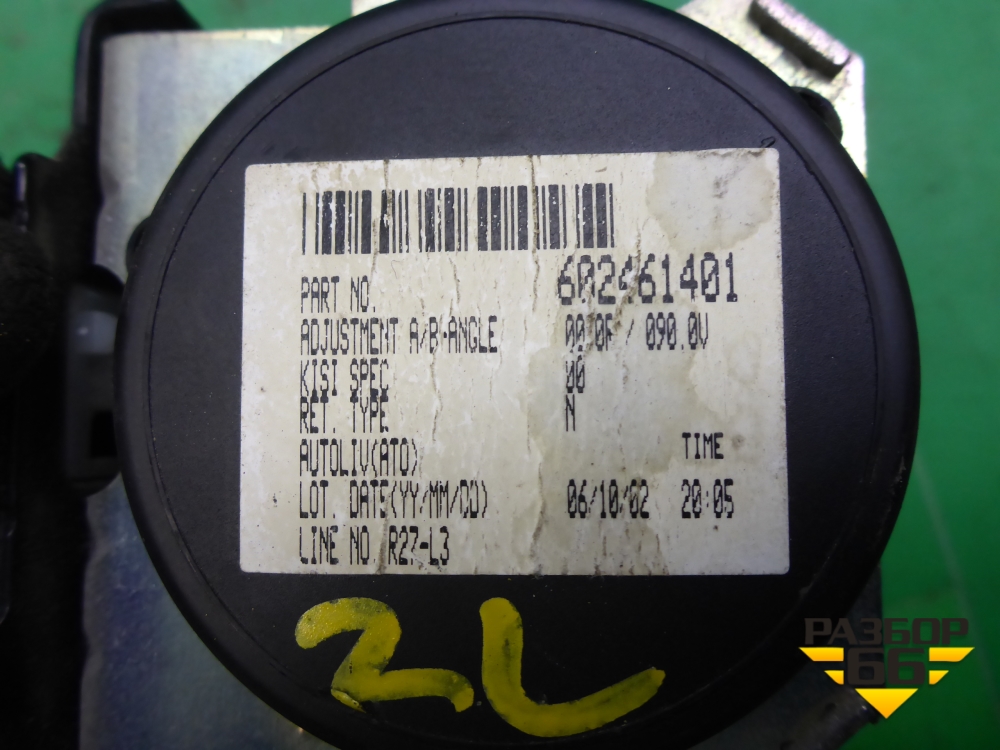 PART NO. 602461401
ADJUSTMENT A/B-ANGLE 00.0F / 090.0V
KISI SPEC 00
RET. TYPE N
AUTOLIV(ATO) TIME
LOT. DATE(YY/MM/DD) 06/10/02 20:05
LINE NO. R27-L3
2L
РАЗБОР
66